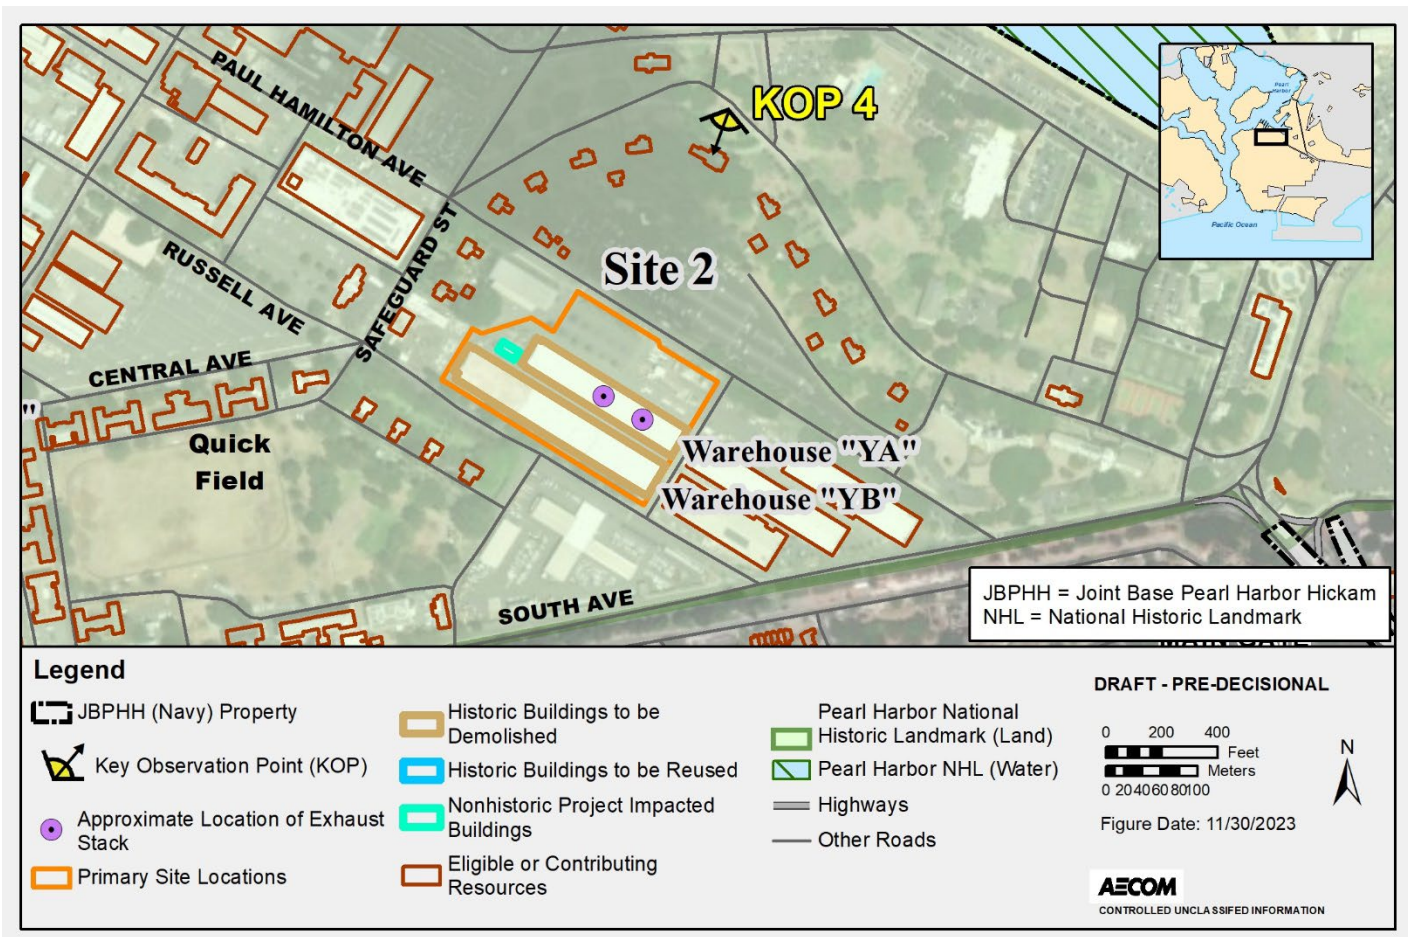 PAUL HAMILTON AVE
KOP 4
Pearl
Harbor
Pacific Ocean
SAFEGUARD ST
RUSSELL AVE
Site 2
CENTRAL AVE
"
Quick
Field
Warehouse "YA"
Warehouse "YB"
SOUTH AVE
JBPHH = Joint Base Pearl Harbor Hickam
NHL = National Historic Landmark
MAIN GATE
Legend
JBPHH (Navy) Property
Key Observation Point (KOP)
Approximate Location of Exhaust
Stack
Primary Site Locations
Historic Buildings to be
Demolished
Historic Buildings to be Reused
Nonhistoric Project Impacted
Buildings
Eligible or Contributing
Resources
Pearl Harbor National
Historic Landmark (Land)
Pearl Harbor NHL (Water)
Highways
Other Roads
DRAFT - PRE-DECISIONAL
0 200 400
Feet
Meters
0 20 40 60 80 100
N
Figure Date: 11/30/2023
AECOM
CONTROLLED UNCLASSIFED INFORMATION